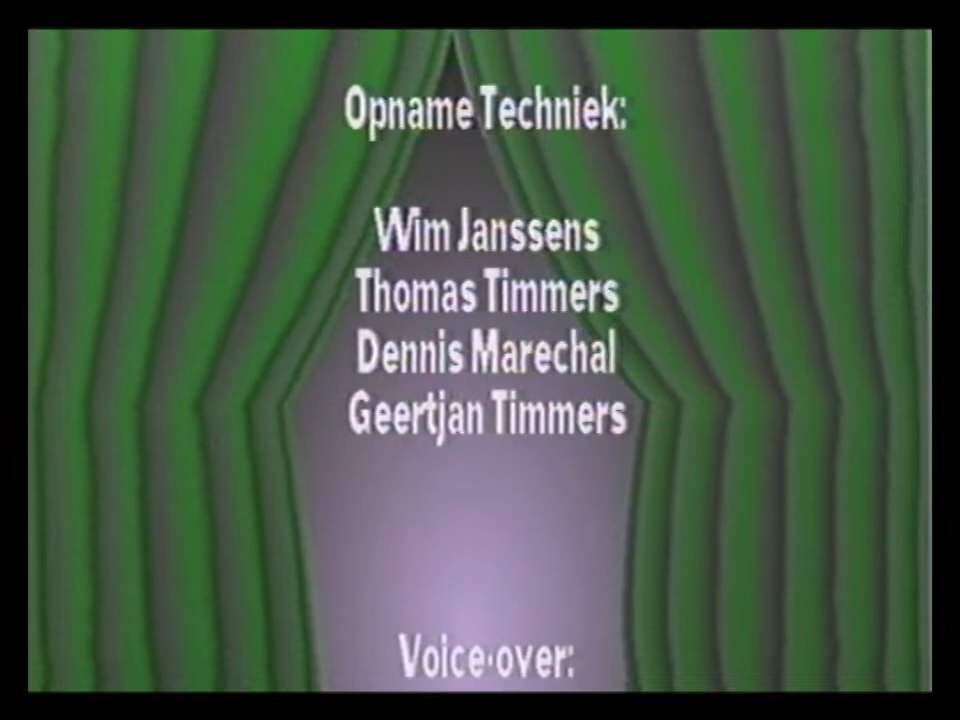 Opname Techniek:
Wim Janssens
Thomas Timmers
Dennis Marechal
Geertjan Timmers
Voice-over: